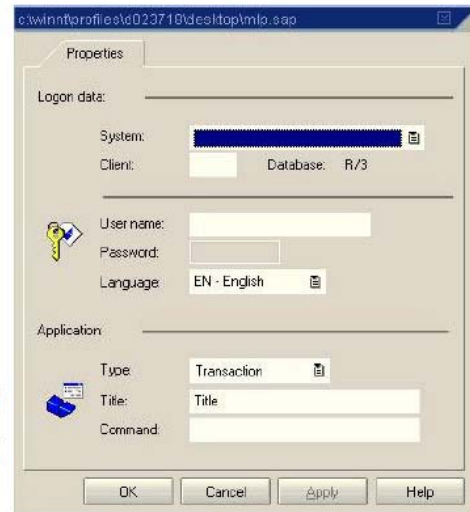 c:\winnt\profiles\d023718\desktop\mlp.sap
Properties
Logon data:
System:
Client:
Database: R/3
User name:
Password:
Language
EN - English
Application
Type
Transaction
Title:
Title
Command:
OK
Cancel
Apply
Help